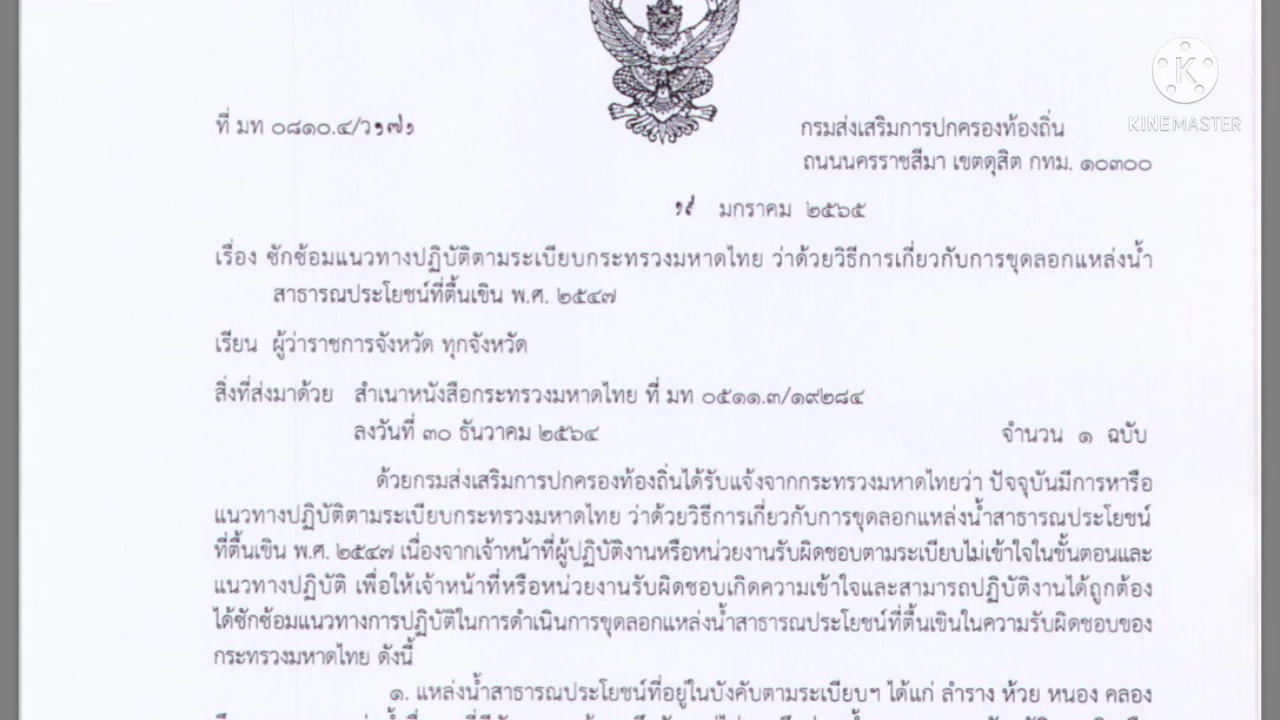 ที่ มท ๐๘๑๐.๔/ว๑๗๑
กรมส่งเสริมการปกครองท้องถิ่น
ถนนนครราชสีมา เขตดุสิต กทม. ๑๐๓๐๐
๑๙ มกราคม ๒๕๖๕
เรื่อง ซักซ้อมแนวทางปฏิบัติตามระเบียบกระทรวงมหาดไทย ว่าด้วยวิธีการเกี่ยวกับการขุดลอกแหล่งน้ำ
สาธารณประโยชน์ที่ตื้นเขิน พ.ศ. ๒๕๔๗
เรียน ผู้ว่าราชการจังหวัด ทุกจังหวัด
สิ่งที่ส่งมาด้วย สำเนาหนังสือกระทรวงมหาดไทย ที่ มท ๐๕๑๑.๓/๑๙๒๘๔
ลงวันที่ ๓๐ ธันวาคม ๒๕๖๔ จำนวน ๑ ฉบับ
ด้วยกรมส่งเสริมการปกครองท้องถิ่นได้รับแจ้งจากกระทรวงมหาดไทยว่า ปัจจุบันมีการหารือ
แนวทางปฏิบัติตามระเบียบกระทรวงมหาดไทย ว่าด้วยวิธีการเกี่ยวกับการขุดลอกแหล่งน้ำสาธารณประโยชน์
ที่ตื้นเขิน พ.ศ. ๒๕๔๗ เนื่องจากเจ้าหน้าที่ผู้ปฏิบัติงานหรือหน่วยงานรับผิดชอบตามระเบียบไม่เข้าใจในขั้นตอนและ
แนวทางปฏิบัติ เพื่อให้เจ้าหน้าที่หรือหน่วยงานรับผิดชอบเกิดความเข้าใจและสามารถปฏิบัติงานได้ถูกต้อง
ได้ซักซ้อมแนวทางการปฏิบัติในการดำเนินการขุดลอกแหล่งน้ำสาธารณประโยชน์ที่ตื้นเขินในความรับผิดชอบของ
กระทรวงมหาดไทย ดังนี้
๑. แหล่งน้ำสาธารณประโยชน์ที่อยู่ในบังคับตามระเบียบฯ ได้แก่ ลำราง ห้วย หนอง คลอง
KINEMASTER